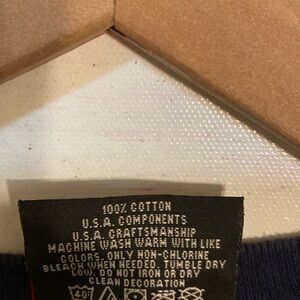 100% COTTON
U.S.A. COMPONENTS
U.S.A. CRAFTSMANSHIP
MACHINE WASH WARM WITH LIKE
COLORS. ONLY NON-CHLORINE
BLEACH WHEN NEEDED. TUMBLE DRY
LOW. DO NOT IRON OR DRY
CLEAN DECORATION
40